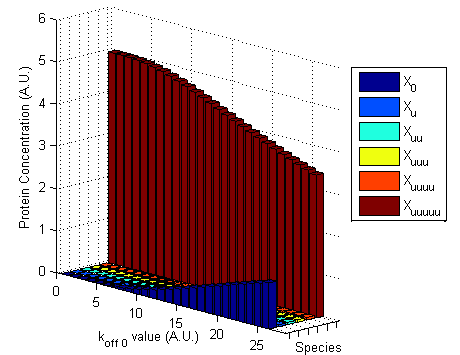 Protein Concentration (A.U.)
6
5
4
3
2
1
0
0
5
10
15
20
25
k_off 0 value (A.U.)
Species
X_0
X_u
X_uu
X_uuu
X_uuuu
X_uuuuu